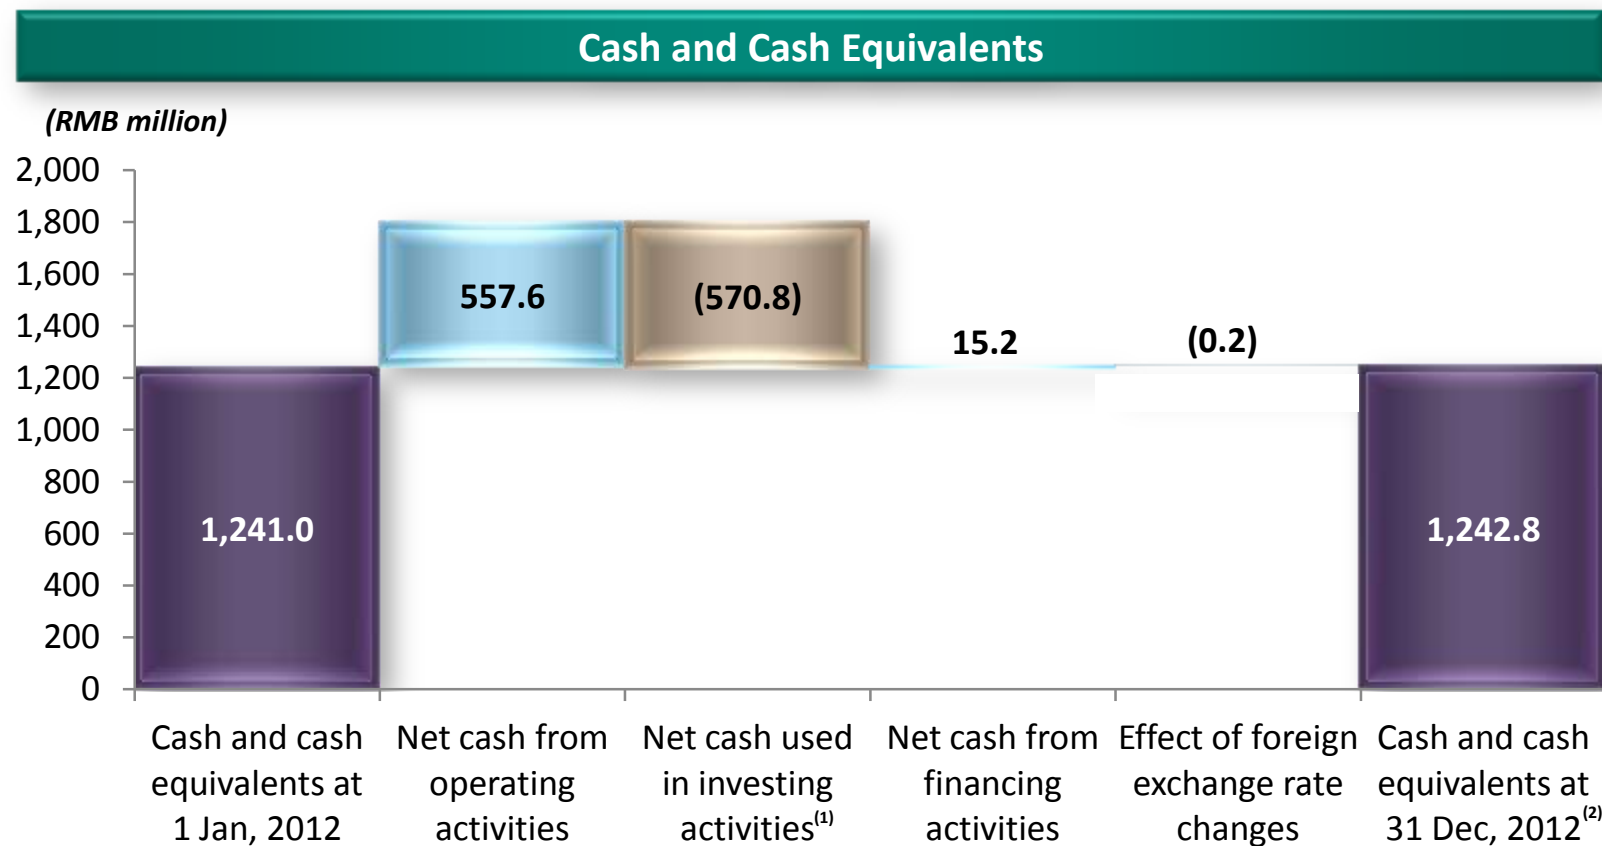 Cash and Cash Equivalents
(RMB million)
2,000
1,800
1,600
1,400
1,200
1,000
800
600
400
200
0
557.6
(570.8)
15.2
(0.2)
1,241.0
1,242.8
Cash and cash
equivalents at
1 Jan, 2012
Net cash from
operating
activities
Net cash used
in investing
activities(1)
Net cash from
financing
activities
Effect of foreign
exchange rate
changes
Cash and cash
equivalents at
31 Dec, 2012(2)